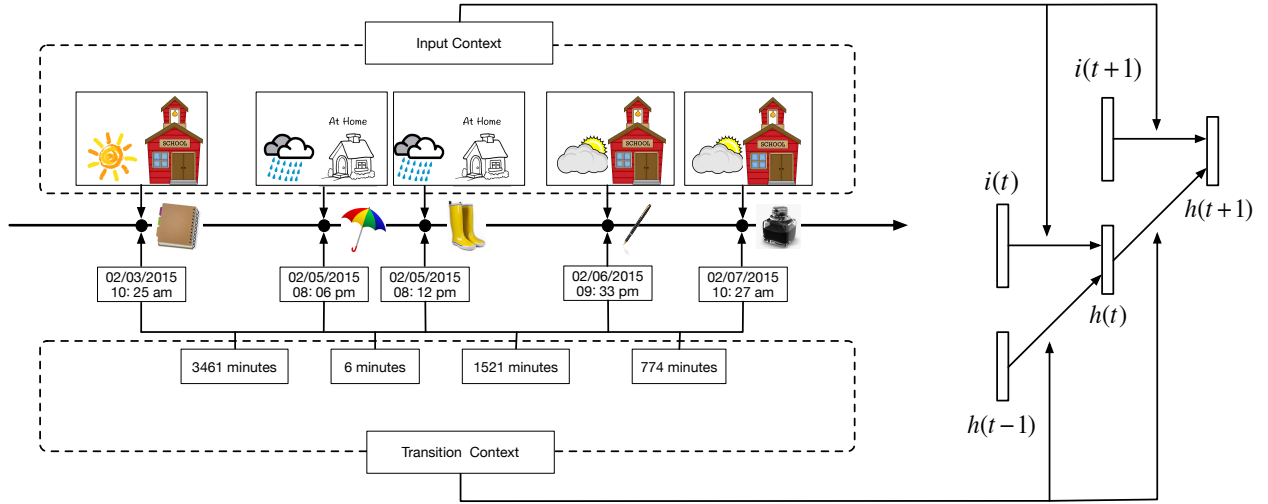 Input Context
i(t+1)
At Home
At Home
SCHOOL
SCHOOL
SCHOOL
i(t)
h(t+1)
02/03/2015
10: 25 am
02/05/2015
08: 06 pm
02/05/2015
08: 12 pm
02/06/2015
09: 33 pm
02/07/2015
10: 27 am
h(t)
3461 minutes
6 minutes
1521 minutes
774 minutes
h(t−1)
Transition Context